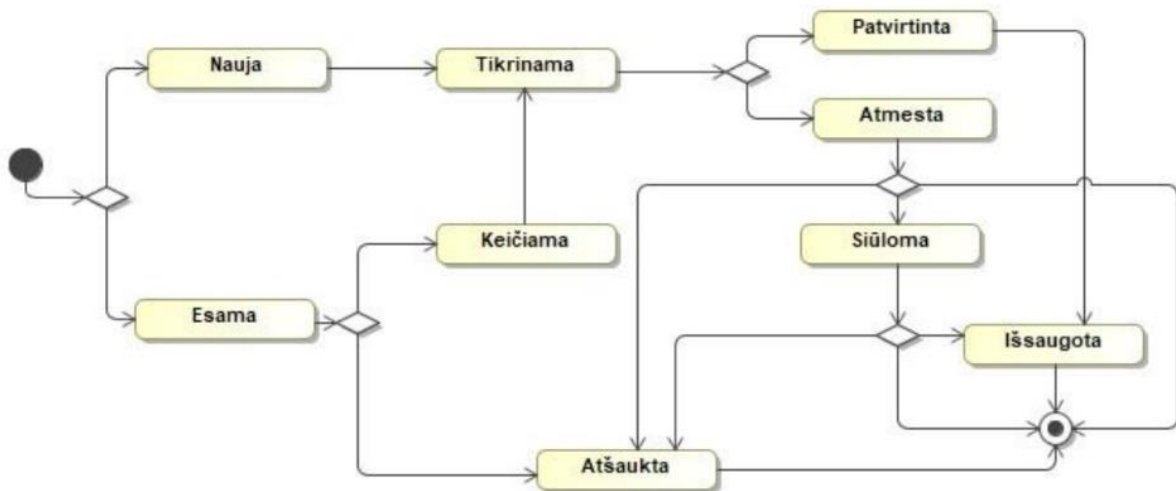 Patvirtinta
Nauja
Tikrinama
Atmesta
Keičiama
Siūloma
Esama
Išsaugota
Atšaukta